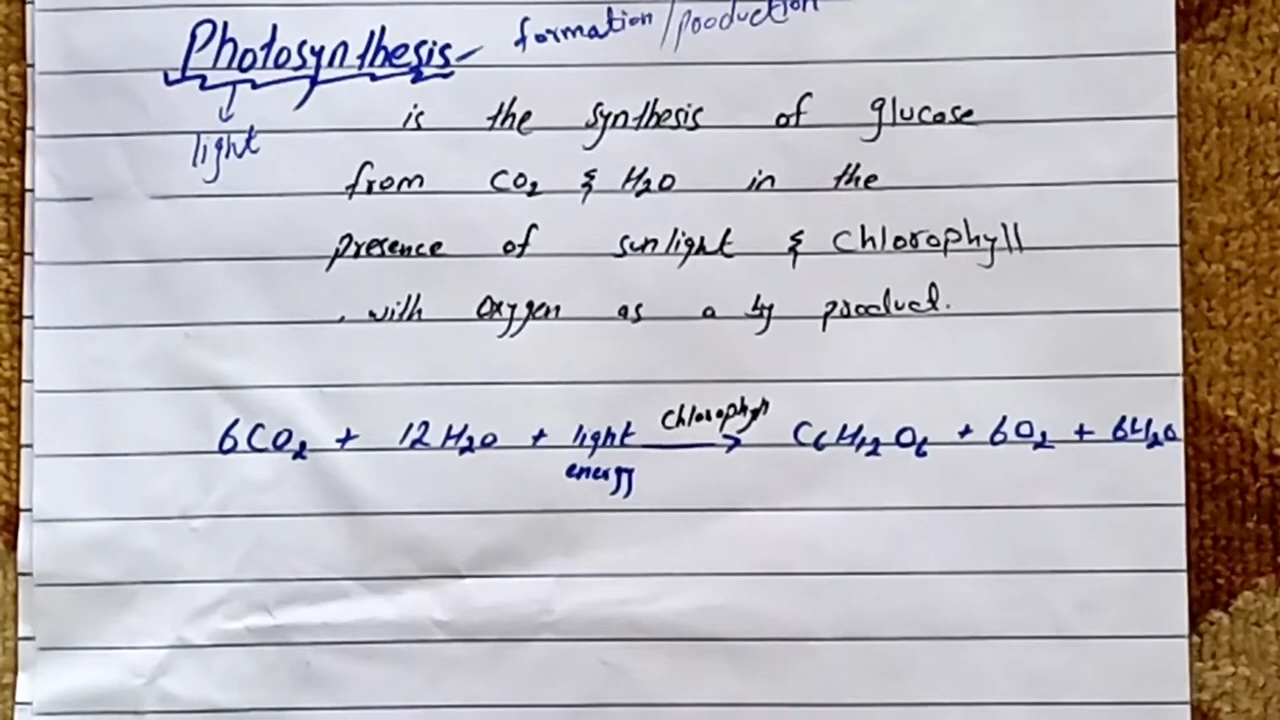 Photosynthesis - formation/production
light
is the synthesis of glucose
from CO₂ & H₂O in the
presence of sunlight & Chlorophyll
with oxygen as a by product.
6CO₂ + 12H₂O + light energy → Chlorophyll C₆H₁₂O₆ + 6O₂ + 6H₂O